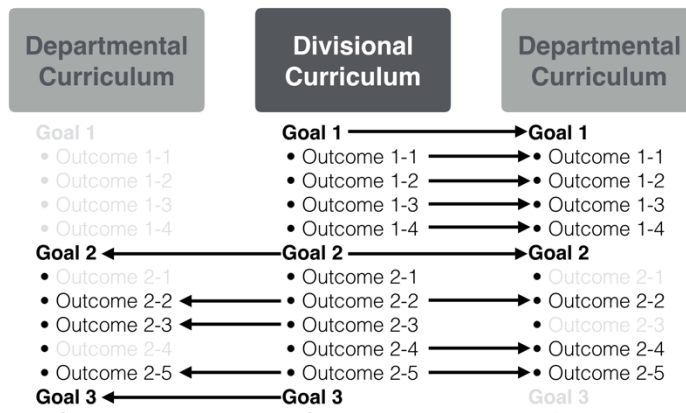 Departmental
Curriculum
Divisional
Curriculum
Departmental
Curriculum
Goal 1
• Outcome 1-1
• Outcome 1-2
• Outcome 1-3
• Outcome 1-4
Goal 2
• Outcome 2-1
• Outcome 2-2
• Outcome 2-3
• Outcome 2-4
• Outcome 2-5
Goal 3
Goal 1
• Outcome 1-1
• Outcome 1-2
• Outcome 1-3
• Outcome 1-4
Goal 2
• Outcome 2-1
• Outcome 2-2
• Outcome 2-3
• Outcome 2-4
• Outcome 2-5
Goal 3
Goal 1
• Outcome 1-1
• Outcome 1-2
• Outcome 1-3
• Outcome 1-4
Goal 2
• Outcome 2-1
• Outcome 2-2
• Outcome 2-3
• Outcome 2-4
• Outcome 2-5
Goal 3